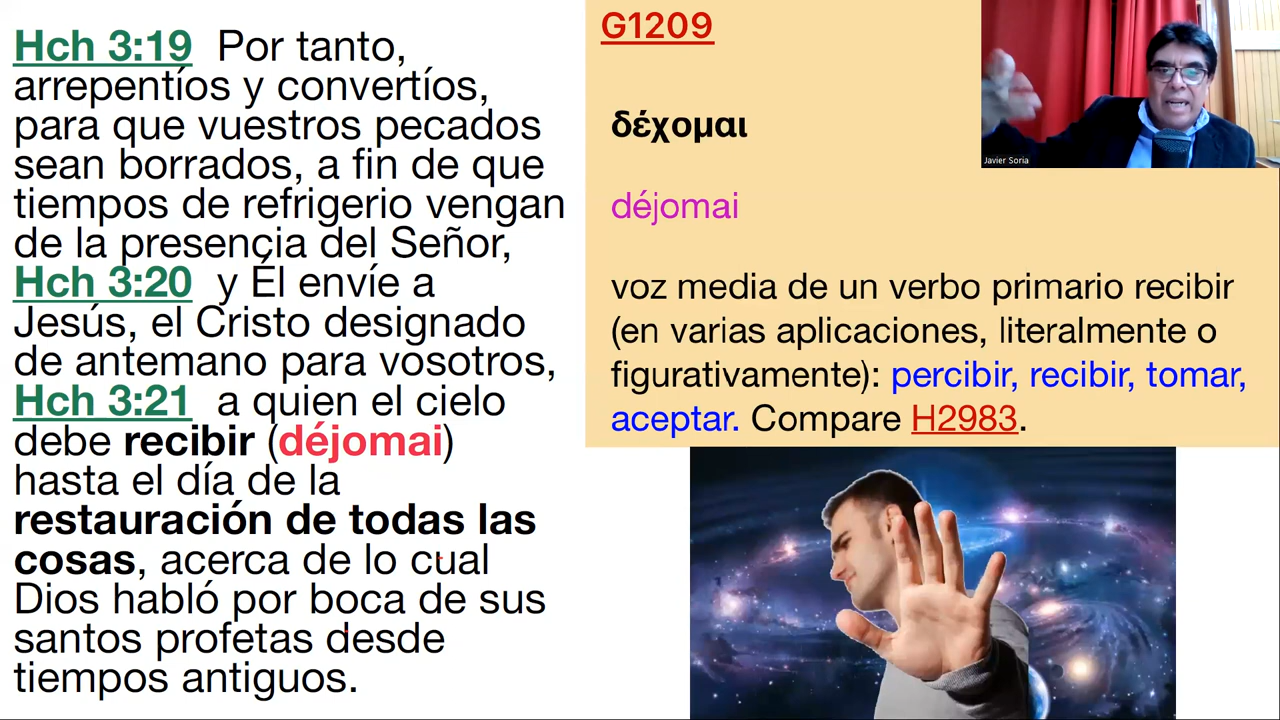 Hch 3:19 Por tanto,
arrepentíos y convertíos,
para que vuestros pecados
sean borrados, a fin de que
tiempos de refrigerio vengan
de la presencia del Señor,
Hch 3:20 y Él envíe a
Jesús, el Cristo designado
de antemano para vosotros,
Hch 3:21 a quien el cielo
debe recibir (déjomai)
hasta el día de la
restauración de todas las
cosas, acerca de lo cual
Dios habló por boca de sus
santos profetas desde
tiempos antiguos.
G1209
δέχομαι
déjomai
voz media de un verbo primario recibir
(en varias aplicaciones, literalmente o
figurativamente): percibir, recibir, tomar,
aceptar. Compare H2983.
Javier Soria